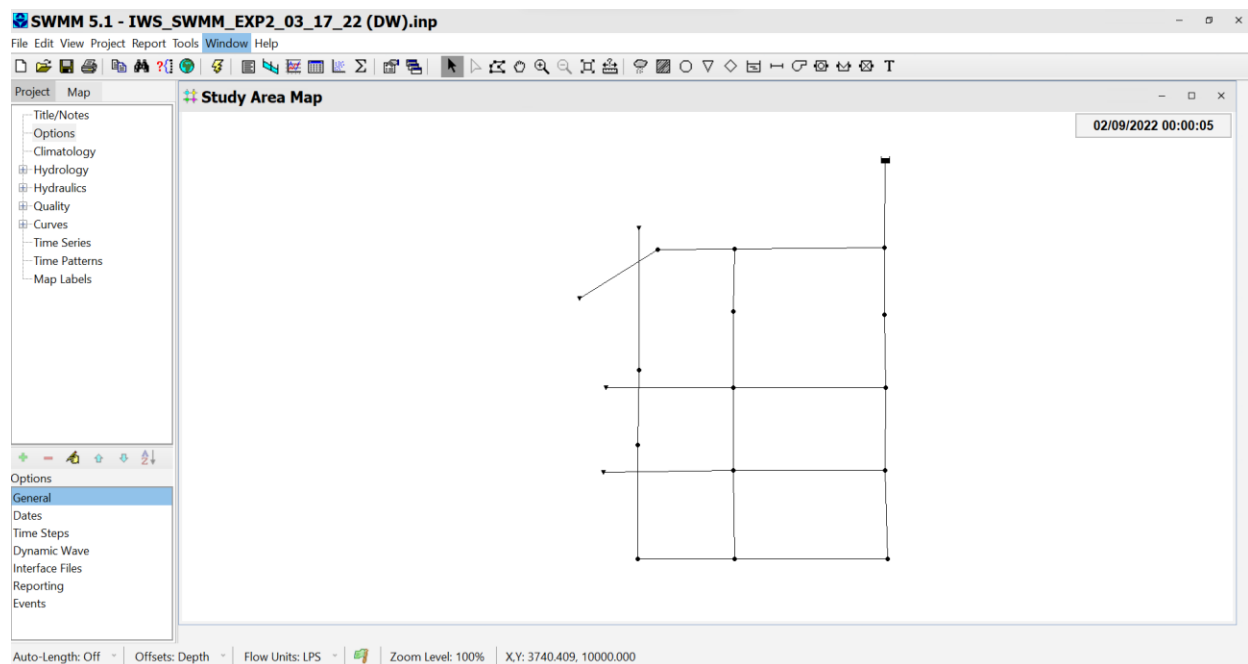 SWMM 5.1 - IWS_SWMM_EXP2_03_17_22 (DW).inp
File Edit View Project Report Tools Window Help
T
Project Map
Study Area Map
02/09/2022 00:00:05
Title/Notes
Options
Climatology
Hydrology
Hydraulics
Quality
Curves
Time Series
Time Patterns
Map Labels
Options
General
Dates
Time Steps
Dynamic Wave
Interface Files
Reporting
Events
Auto-Length: Off Offsets: Depth Flow Units: LPS Zoom Level: 100% X,Y: 3740.409, 10000.000